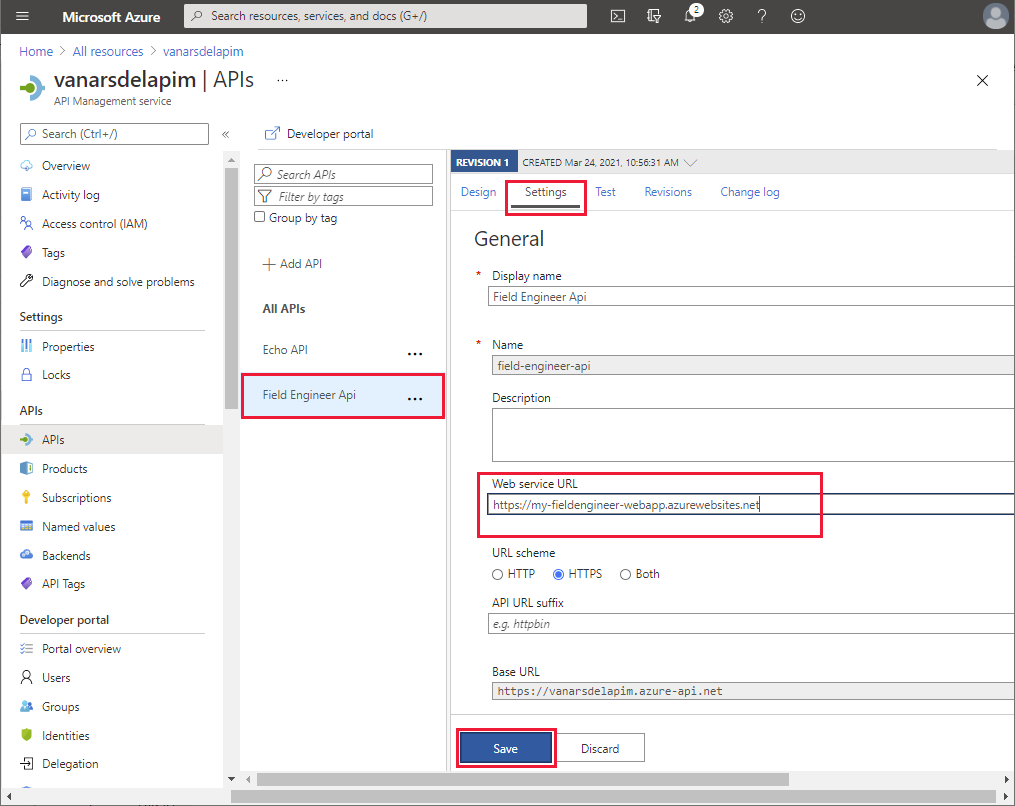 Microsoft Azure
Search resources, services, and docs (G+/)
2
Home > All resources > vanarsdelapim
vanarsdelapim | APIs ...
API Management service
Search (Ctrl+/)
«
Overview
Activity log
Access control (IAM)
Tags
Diagnose and solve problems
Settings
Properties
Locks
APIs
APIs
Products
Subscriptions
Named values
Backends
API Tags
Developer portal
Portal overview
Users
Groups
Identities
Delegation
Developer portal
Search APIs
Filter by tags
Group by tag
+ Add API
All APIs
Echo API ...
Field Engineer Api ...
REVISION 1 CREATED Mar 24, 2021, 10:56:31 AM
Design Settings Test Revisions Change log
General
* Display name
Field Engineer Api
* Name
field-engineer-api
Description
Web service URL
https://my-fieldengineer-webapp.azurewebsites.net
URL scheme
HTTP HTTPS Both
API URL suffix
e.g. httpbin
Base URL
https://vanarsdelapim.azure-api.net
Save Discard